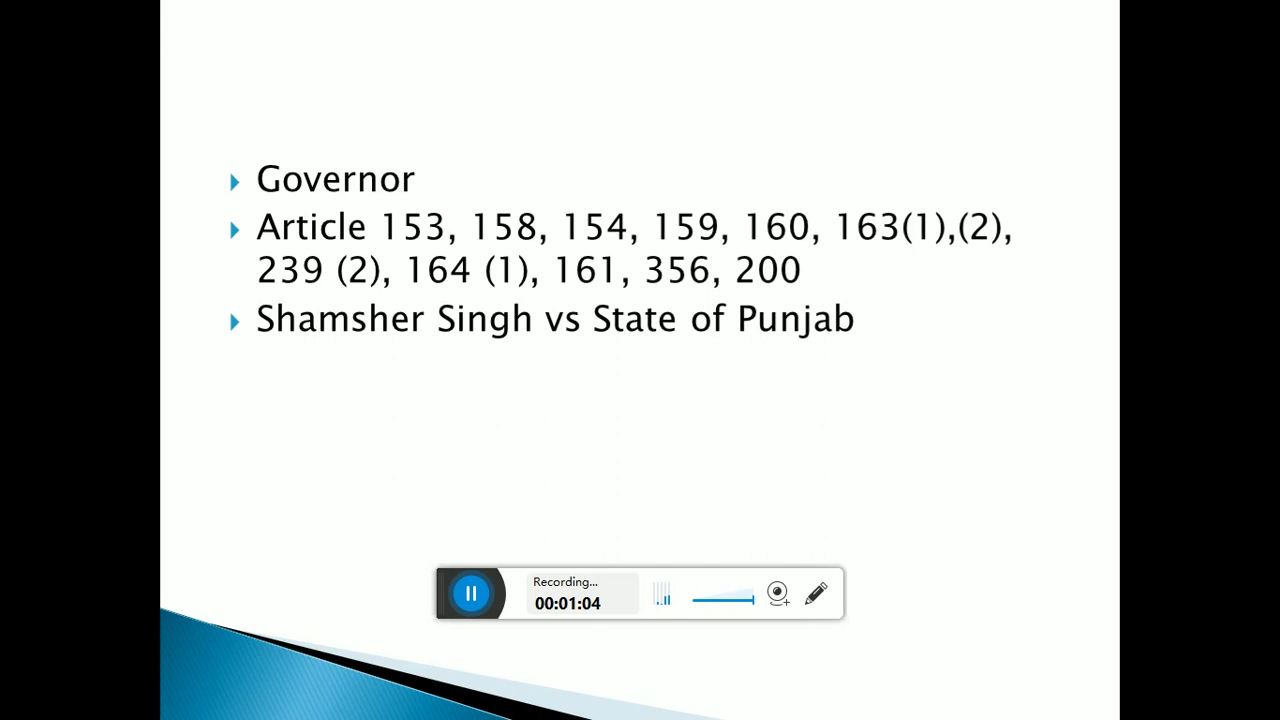 Governor
Article 153, 158, 154, 159, 160, 163(1),(2),
239 (2), 164 (1), 161, 356, 200
Shamsher Singh vs State of Punjab
Recording...
00:01:04